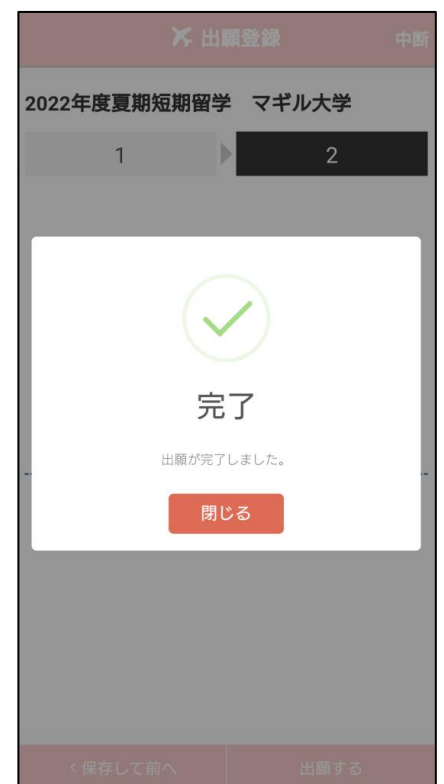 出願登録
中断
2022年度夏期短期留学　マギル大学
1
2
完了
出願が完了しました。
閉じる
<保存して前へ
出願する